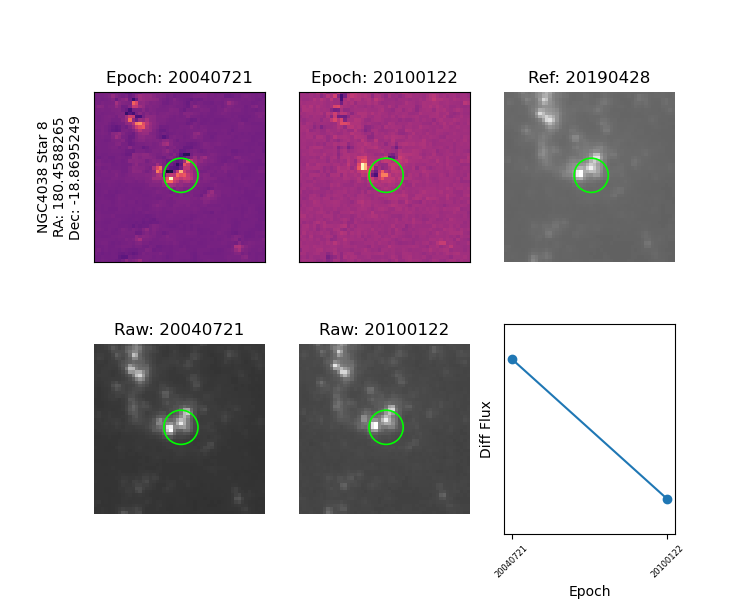 NGC4038 Star 8
RA: 180.4588265
Dec: -18.8695249
Epoch: 20040721
Epoch: 20100122
Ref: 20190428
Raw: 20040721
Raw: 20100122
Diff Flux
20040721
20100122
Epoch